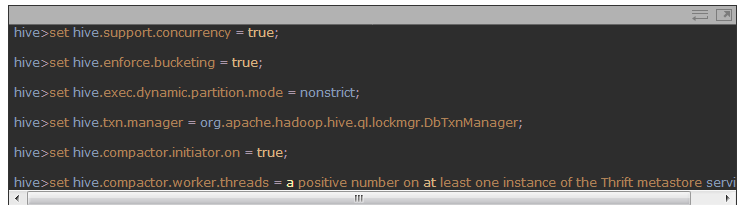 hive>set hive.support.concurrency = true;
hive>set hive.enforce.bucketing = true;
hive>set hive.exec.dynamic.partition.mode = nonstrict;
hive>set hive.txn.manager = org.apache.hadoop.hive.ql.lockmgr.DbTxnManager;
hive>set hive.compactor.initiator.on = true;
hive>set hive.compactor.worker.threads = a positive number on at least one instance of the Thrift metastore servi